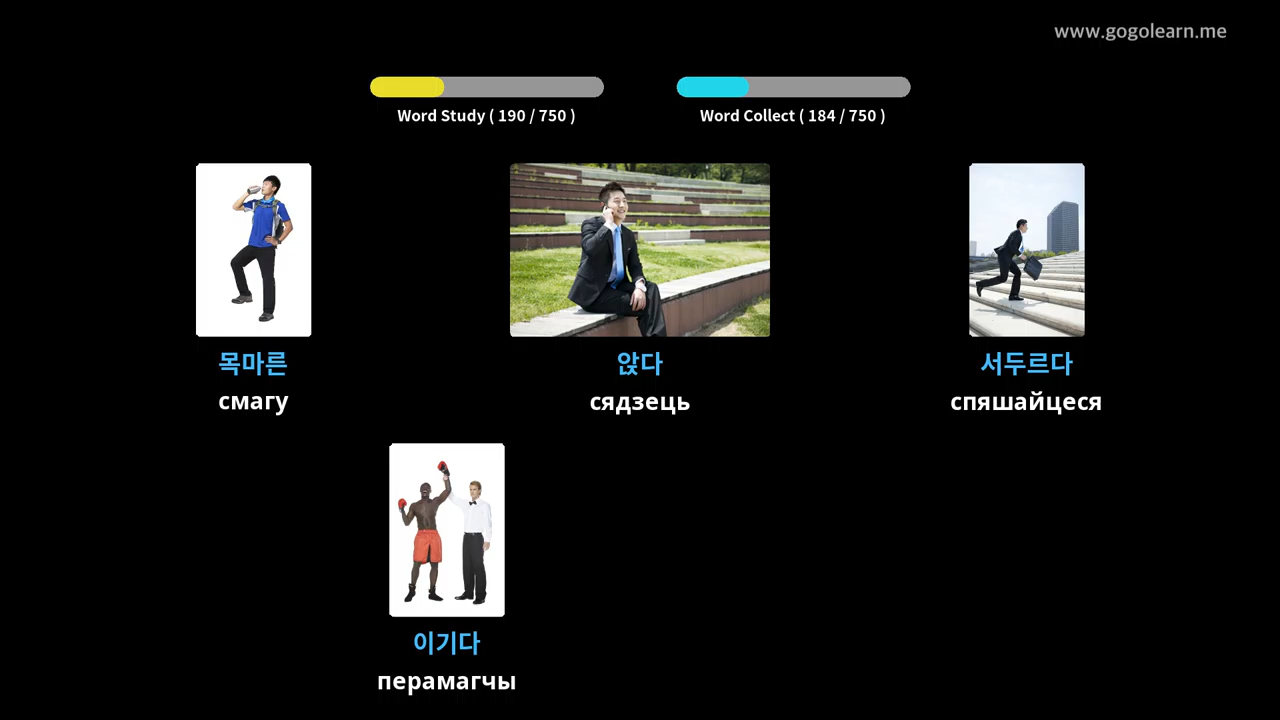 www.gogolearn.me
Word Study ( 190 / 750 )
Word Collect ( 184 / 750 )
목마른
смагу
앉다
сядзець
서두르다
спяшайцеся
이기다
перамагчы